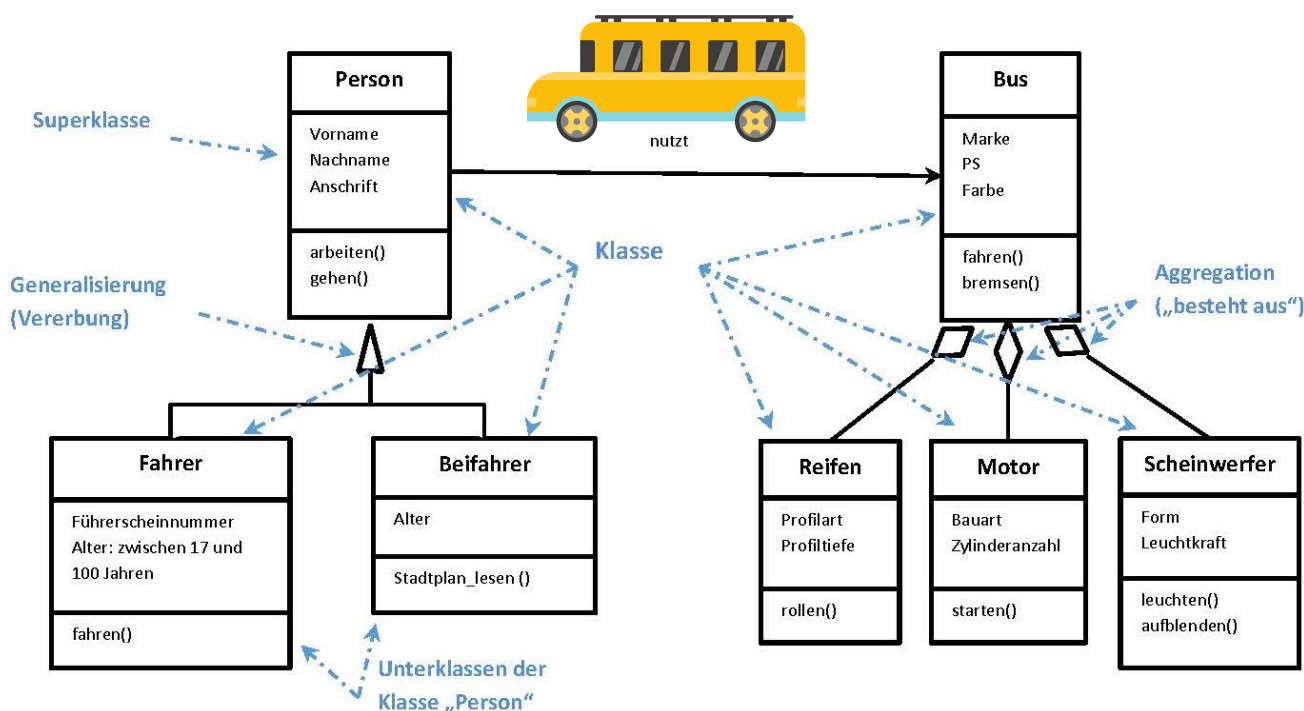 Person
Vorname
Nachname
Anschrift
arbeiten()
gehen()
Superklasse
nutzt
Bus
Marke
PS
Farbe
fahren()
bremsen()
Klasse
Generalisierung
(Vererbung)
Aggregation
(„besteht aus“)
Fahrer
Führerscheinnummer
Alter: zwischen 17 und
100 Jahren
fahren()
Beifahrer
Alter
Stadtplan_lesen ()
Unterklassen der
Klasse „Person“
Reifen
Profilart
Profiltiefe
rollen()
Motor
Bauart
Zylinderanzahl
starten()
Scheinwerfer
Form
Leuchtkraft
leuchten()
aufblenden()